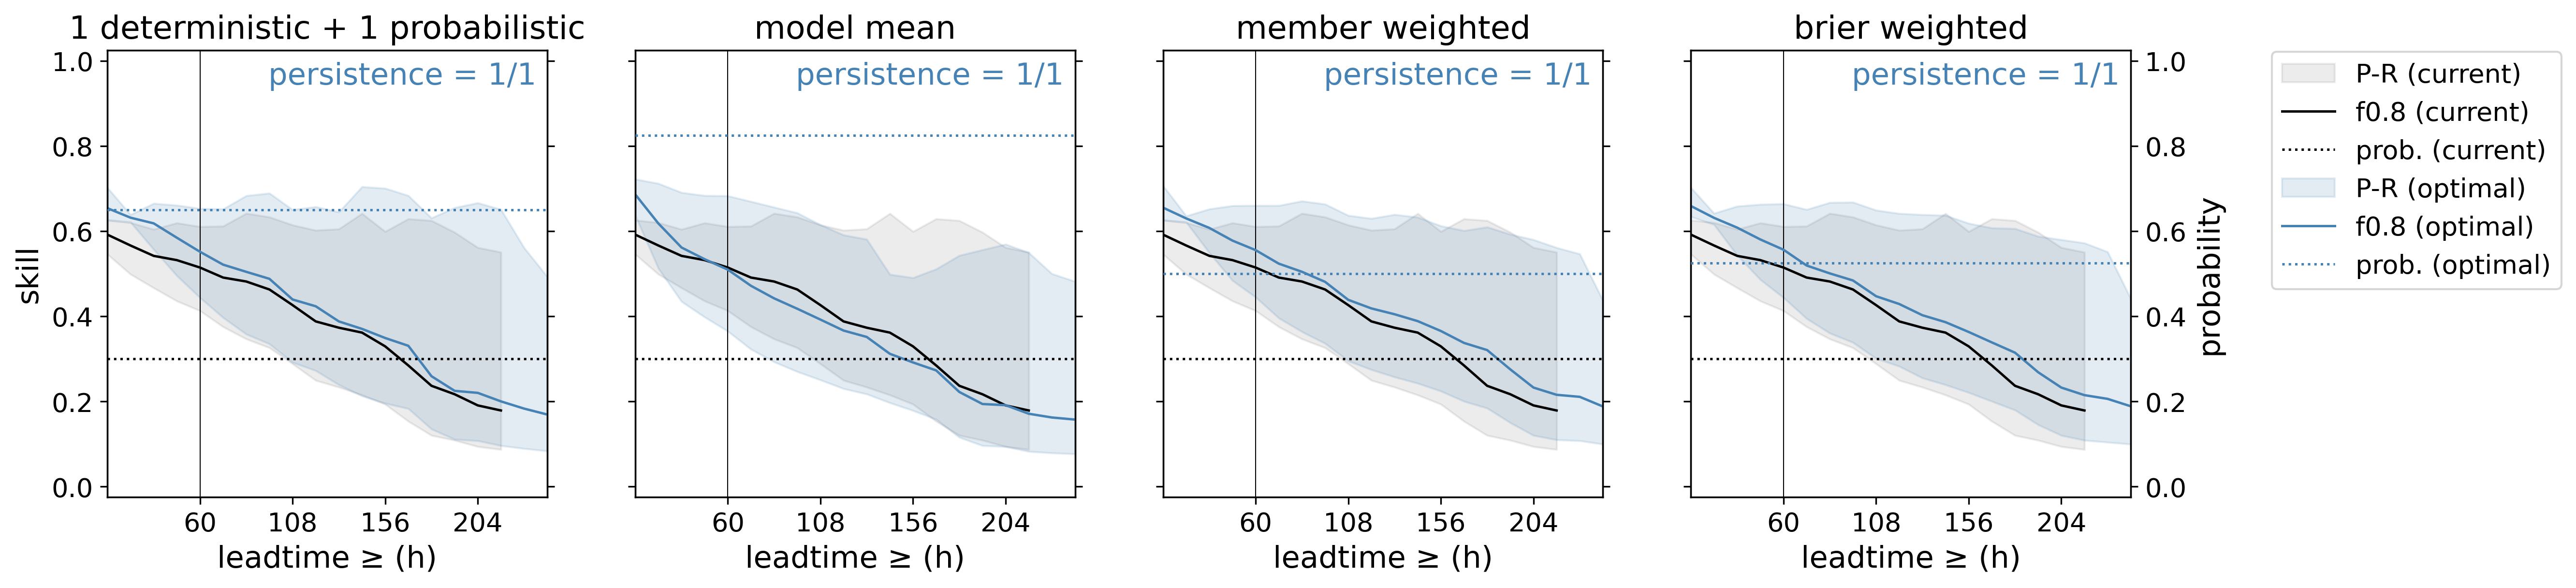 1 deterministic + 1 probabilistic
model mean
member weighted
brier weighted
persistence = 1/1
persistence = 1/1
persistence = 1/1
persistence = 1/1
1.0
0.8
0.6
0.4
0.2
0.0
skill
60 108 156 204
60 108 156 204
60 108 156 204
60 108 156 204
leadtime ≥ (h)
leadtime ≥ (h)
leadtime ≥ (h)
leadtime ≥ (h)
1.0
0.8
0.6
0.4
0.2
0.0
probability
P-R (current)
f0.8 (current)
prob. (current)
P-R (optimal)
f0.8 (optimal)
prob. (optimal)